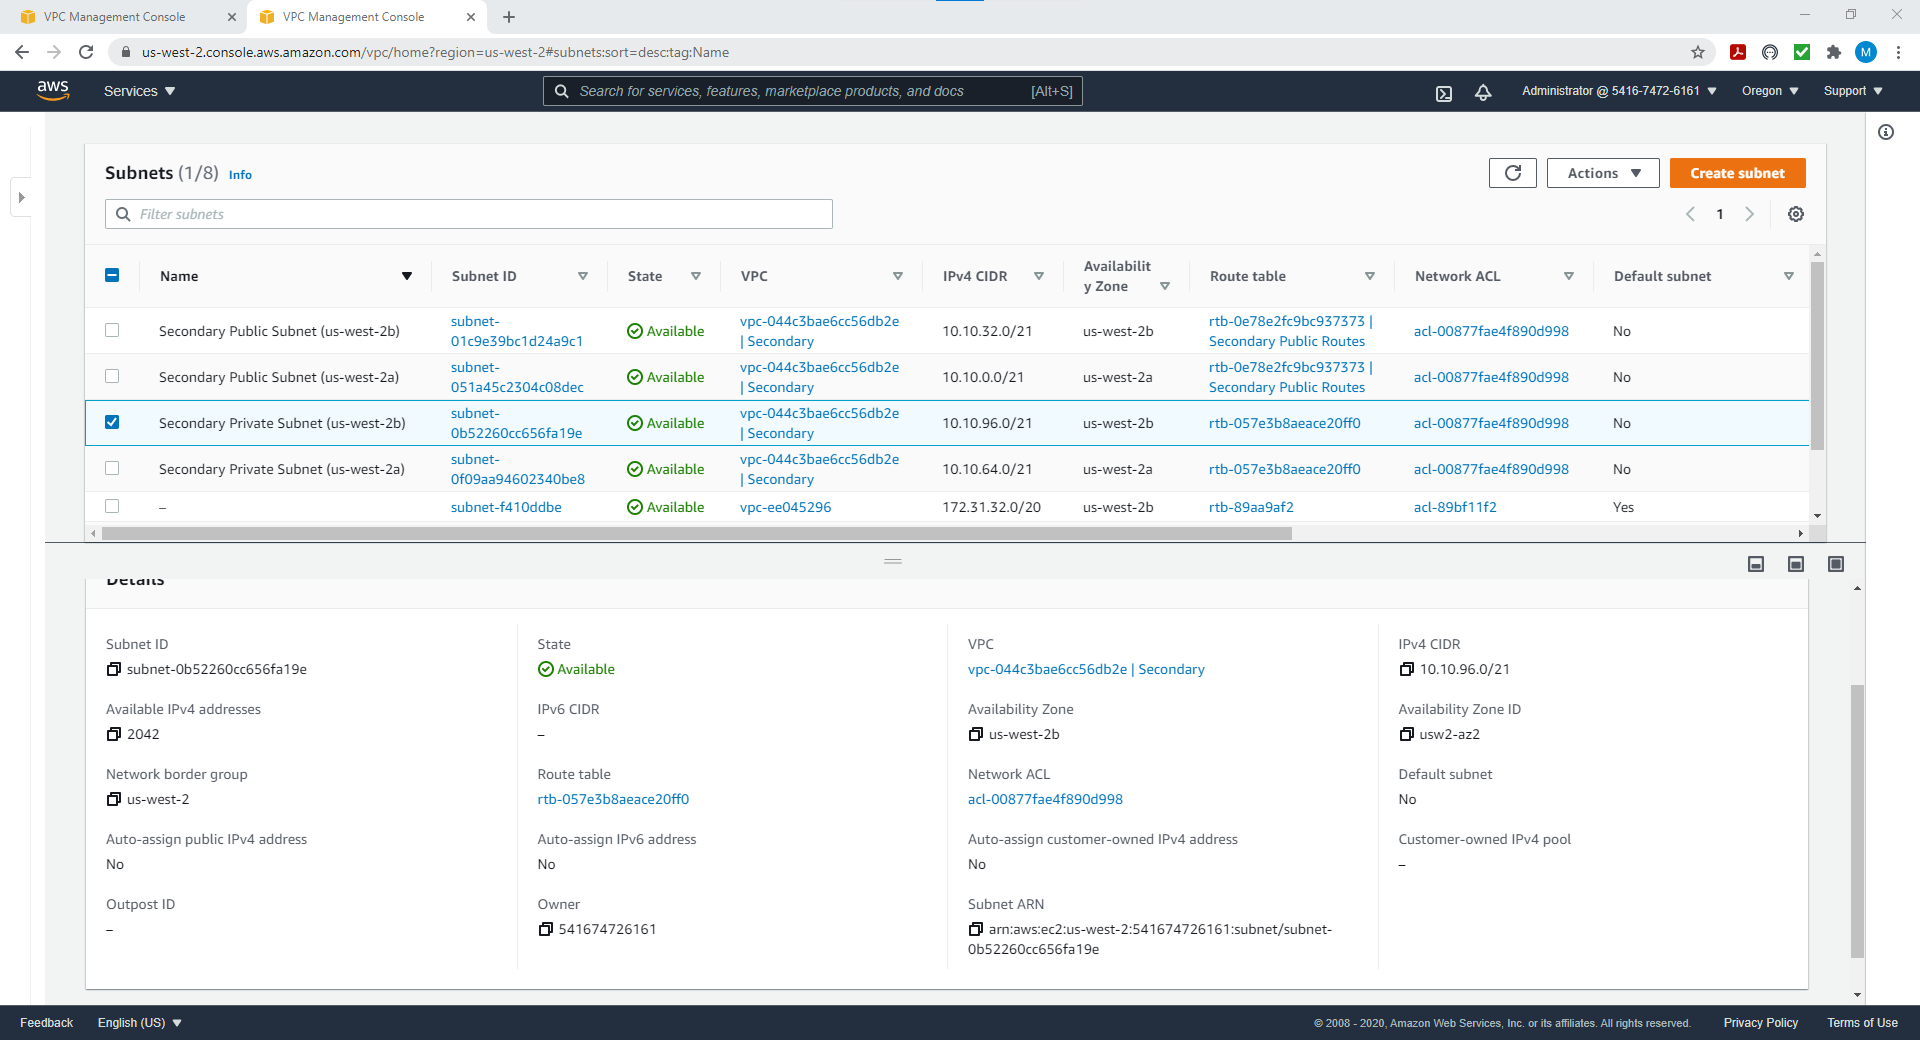 VPC Management Console
VPC Management Console
us-west-2.console.aws.amazon.com/vpc/home?region=us-west-2#subnets:sort=desc:tag:Name
M
aws
Services
Search for services, features, marketplace products, and docs [Alt+S]
Administrator @ 5416-7472-6161
Oregon
Support
Subnets (1/8) Info
Actions
Create subnet
Filter subnets
1
Name Subnet ID State VPC IPv4 CIDR Availabilit
y Zone Route table Network ACL Default subnet
Secondary Public Subnet (us-west-2b) subnet-
01c9e39bc1d24a9c1 Available vpc-044c3bae6cc56db2e
| Secondary 10.10.32.0/21 us-west-2b rtb-0e78e2fc9bc937373 |
Secondary Public Routes acl-00877fae4f890d998 No
Secondary Public Subnet (us-west-2a) subnet-
051a45c2304c08dec Available vpc-044c3bae6cc56db2e
| Secondary 10.10.0.0/21 us-west-2a rtb-0e78e2fc9bc937373 |
Secondary Public Routes acl-00877fae4f890d998 No
Secondary Private Subnet (us-west-2b) subnet-
0b52260cc656fa19e Available vpc-044c3bae6cc56db2e
| Secondary 10.10.96.0/21 us-west-2b rtb-057e3b8aeace20ff0 acl-00877fae4f890d998 No
Secondary Private Subnet (us-west-2a) subnet-
0f09aa94602340be8 Available vpc-044c3bae6cc56db2e
| Secondary 10.10.64.0/21 us-west-2a rtb-057e3b8aeace20ff0 acl-00877fae4f890d998 No
– subnet-f410ddbe Available vpc-ee045296 172.31.32.0/20 us-west-2b rtb-89aa9af2 acl-89bf11f2 Yes
Details
Subnet ID
subnet-0b52260cc656fa19e
State
Available
VPC
vpc-044c3bae6cc56db2e | Secondary
IPv4 CIDR
10.10.96.0/21
Available IPv4 addresses
2042
IPv6 CIDR
–
Availability Zone
us-west-2b
Availability Zone ID
usw2-az2
Network border group
us-west-2
Route table
rtb-057e3b8aeace20ff0
Network ACL
acl-00877fae4f890d998
Default subnet
No
Auto-assign public IPv4 address
No
Auto-assign IPv6 address
No
Auto-assign customer-owned IPv4 address
No
Customer-owned IPv4 pool
–
Outpost ID
–
Owner
541674726161
Subnet ARN
arn:aws:ec2:us-west-2:541674726161:subnet/subnet-
0b52260cc656fa19e
Feedback
English (US)
© 2008 - 2020, Amazon Web Services, Inc. or its affiliates. All rights reserved.
Privacy Policy
Terms of Use